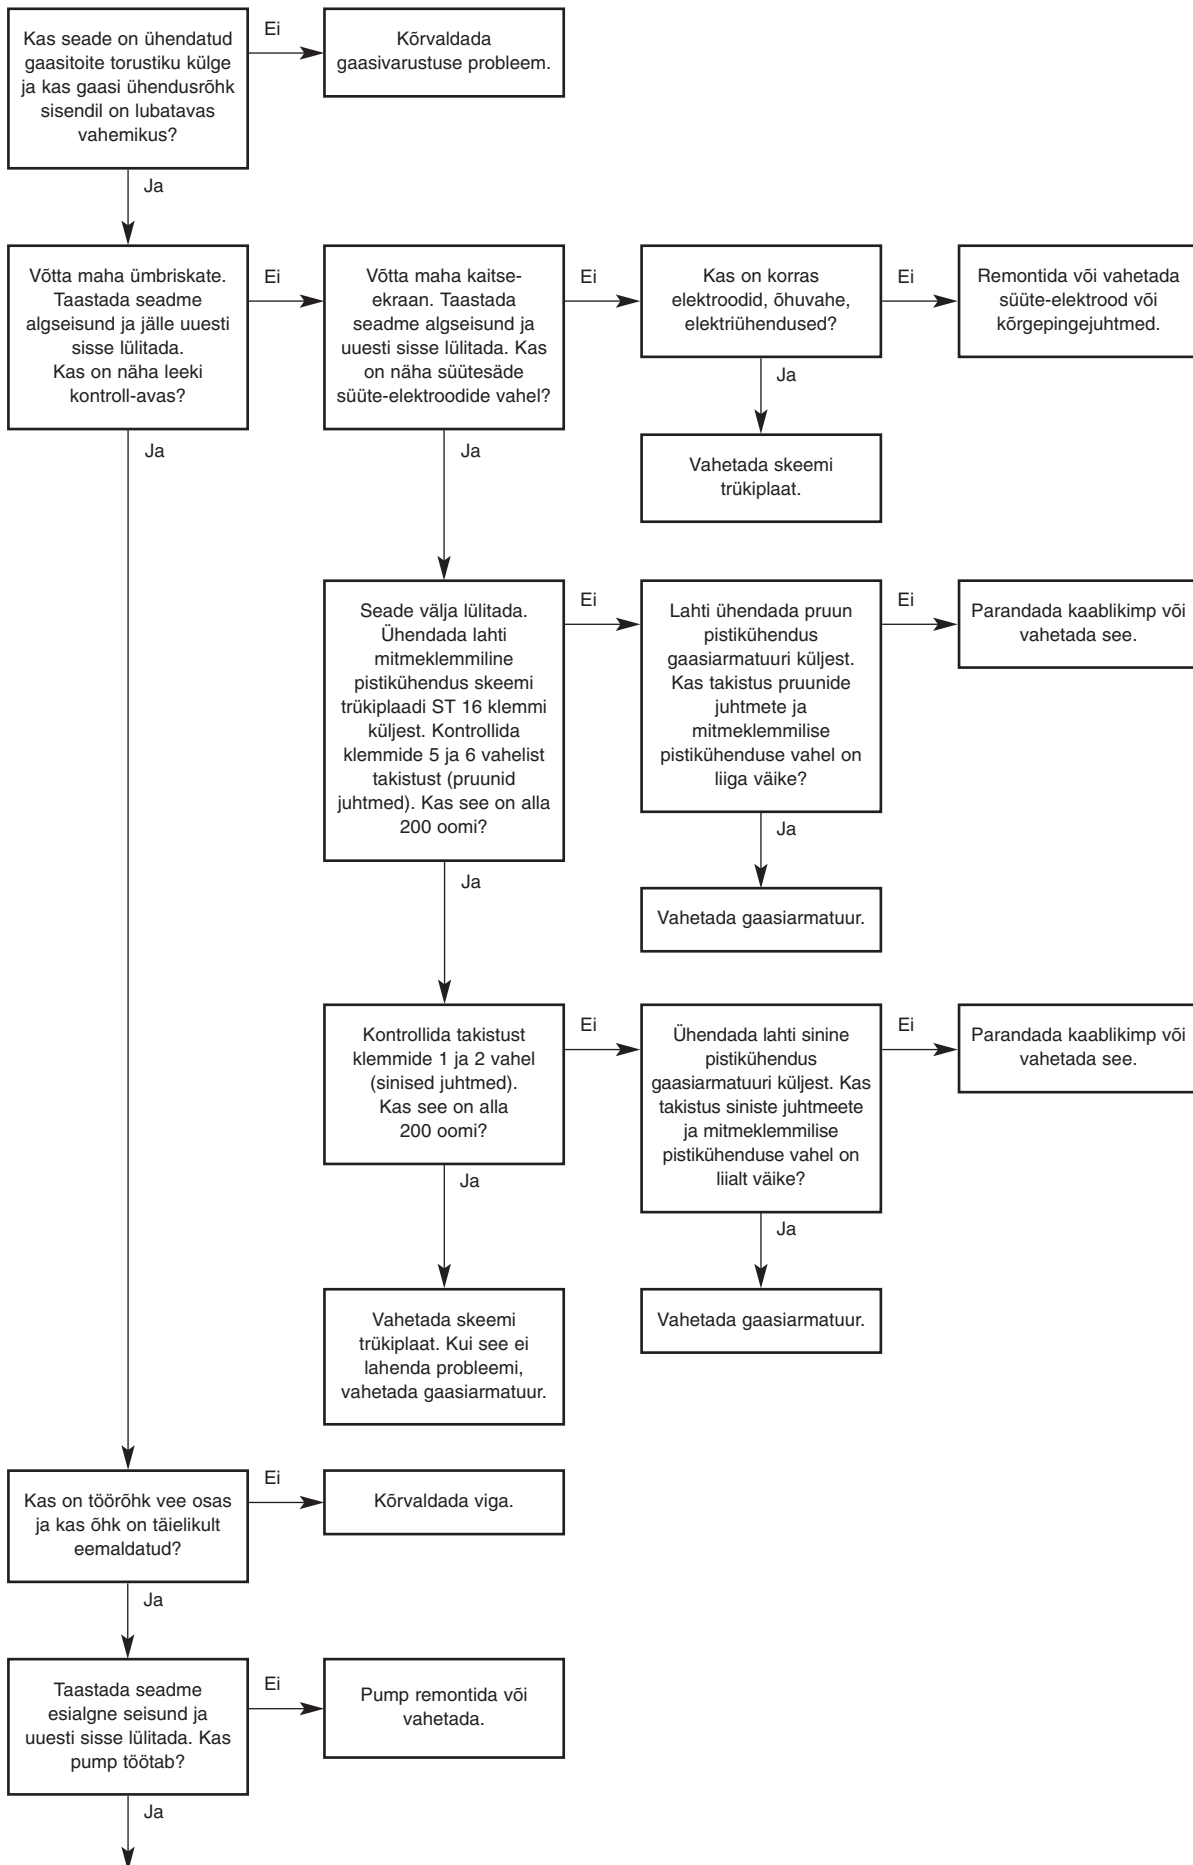 Kas seade on ühendatud
gaasitoite torustiku külge
ja kas gaasi ühendusrõhk
sisendil on lubatavas
vahemikus?
Ei
Kõrvaldada
gaasivarustuse probleem.
Ja
Võtta maha ümbriskate.
Taastada seadme
algseisund ja jälle uuesti
sisse lülitada.
Kas on näha leeki
kontroll-avas?
Ei
Võtta maha kaitse-
ekraan. Taastada
seadme algseisund ja
uuesti sisse lülitada. Kas
on näha süütesäde
süüte-elektroodide vahel?
Ei
Kas on korras
elektroodid, õhuvahe,
elektriühendused?
Ei
Remontida või vahetada
süüte-elektrood või
kõrgepingejuhtmed.
Ja
Vahetada skeemi
trükiplaat.
Ja
Ja
Seade välja lülitada.
Ühendada lahti
mitmeklemmiline
pistikühendus skeemi
trükiplaadi ST 16 klemmi
küljest. Kontrollida
klemmide 5 ja 6 vahelist
takistust (pruunid
juhtmed). Kas see on alla
200 oomi?
Ei
Lahti ühendada pruun
pistikühendus
gaasiarmatuuri küljest.
Kas takistus pruunide
juhtmete ja
mitmeklemmilise
pistikühenduse vahel on
liiga väike?
Ei
Parandada kaablikimp või
vahetada see.
Ja
Vahetada gaasiarmatuur.
Ja
Kontrollida takistust
klemmide 1 ja 2 vahel
(sinised juhtmed).
Kas see on alla
200 oomi?
Ei
Ühendada lahti sinine
pistikühendus
gaasiarmatuuri küljest. Kas
takistus siniste juhtmeete
ja mitmeklemmilise
pistikühenduse vahel on
liialt väike?
Ei
Parandada kaablikimp või
vahetada see.
Ja
Vahetada gaasiarmatuur.
Ja
Vahetada skeemi
trükiplaat. Kui see ei
lahenda probleemi,
vahetada gaasiarmatuur.
Kas on töörõhk vee osas
ja kas õhk on täielikult
eemaldatud?
Ei
Kõrvaldada viga.
Ja
Taastada seadme
esialgne seisund ja
uuesti sisse lülitada. Kas
pump töötab?
Ei
Pump remontida või
vahetada.
Ja